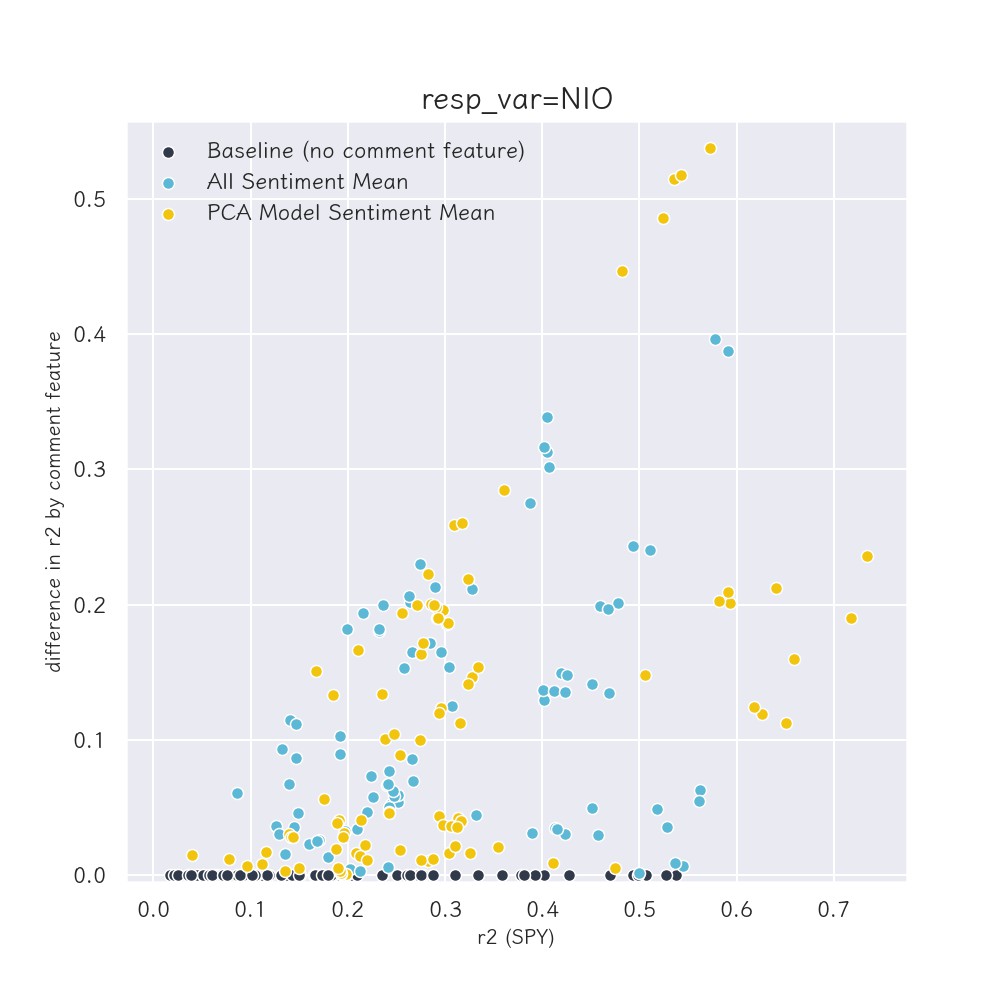 resp_var=NIO
Baseline (no comment feature)
All Sentiment Mean
PCA Model Sentiment Mean
difference in r2 by comment feature
0.5
0.4
0.3
0.2
0.1
0.0
0.0 0.1 0.2 0.3 0.4 0.5 0.6 0.7
r2 (SPY)